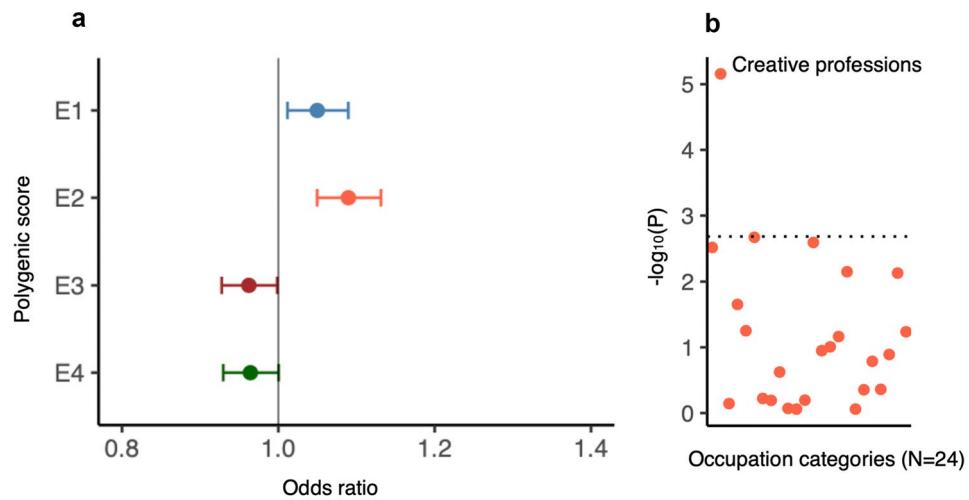 a
E1
E2
E3
E4
Polygenic score
0.8 1.0 1.2 1.4
Odds ratio
b
Creative professions
5
4
3
2
1
0
-log₁₀(P)
Occupation categories (N=24)